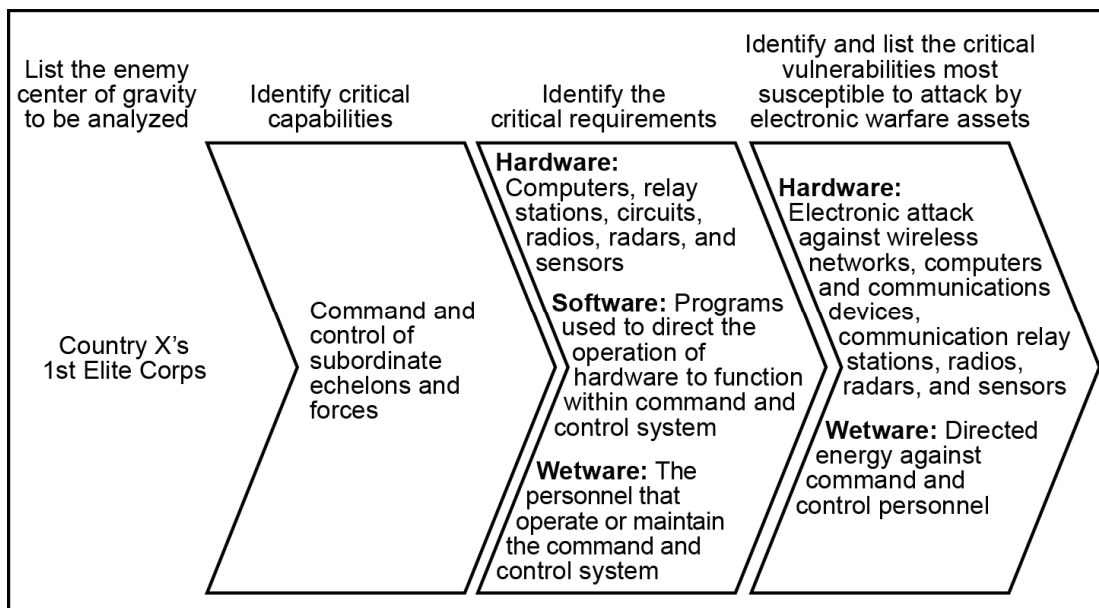 List the enemy
center of gravity
to be analyzed
Identify critical
capabilities
Identify the
critical requirements
Identify and list the critical
vulnerabilities most
susceptible to attack by
electronic warfare assets
Country X's
1st Elite Corps
Command and
control of
subordinate
echelons and
forces
Hardware:
Computers, relay
stations, circuits,
radios, radars, and
sensors
Software: Programs
used to direct the
operation of
hardware to function
within command and
control system
Wetware: The
personnel that
operate or maintain
the command and
control system
Hardware:
Electronic attack
against wireless
networks, computers
and communications
devices,
communication relay
stations, radios,
radars, and sensors
Wetware: Directed
energy against
command and
control personnel